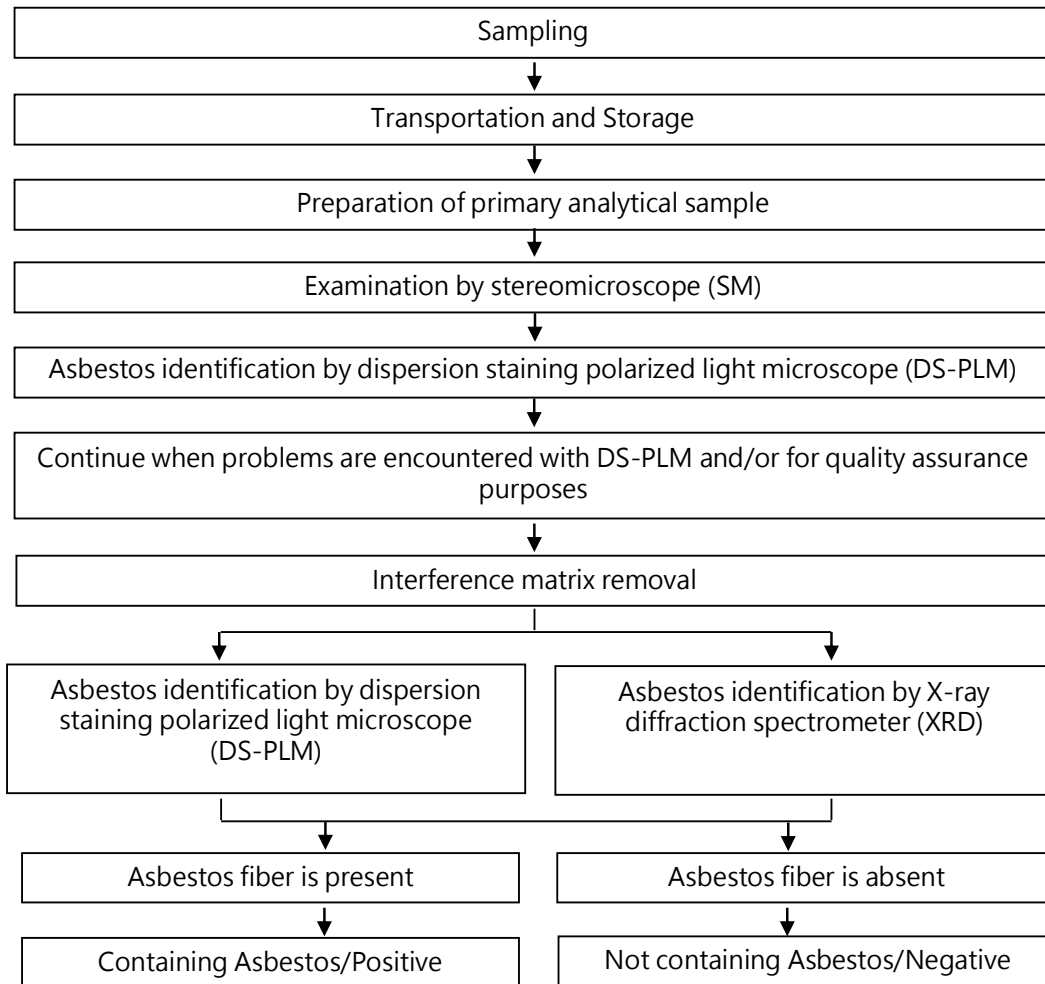 Sampling
Transportation and Storage
Preparation of primary analytical sample
Examination by stereomicroscope (SM)
Asbestos identification by dispersion staining polarized light microscope (DS-PLM)
Continue when problems are encountered with DS-PLM and/or for quality assurance
purposes
Interference matrix removal
Asbestos identification by dispersion
staining polarized light microscope
(DS-PLM)
Asbestos identification by X-ray
diffraction spectrometer (XRD)
Asbestos fiber is present
Asbestos fiber is absent
Containing Asbestos/Positive
Not containing Asbestos/Negative